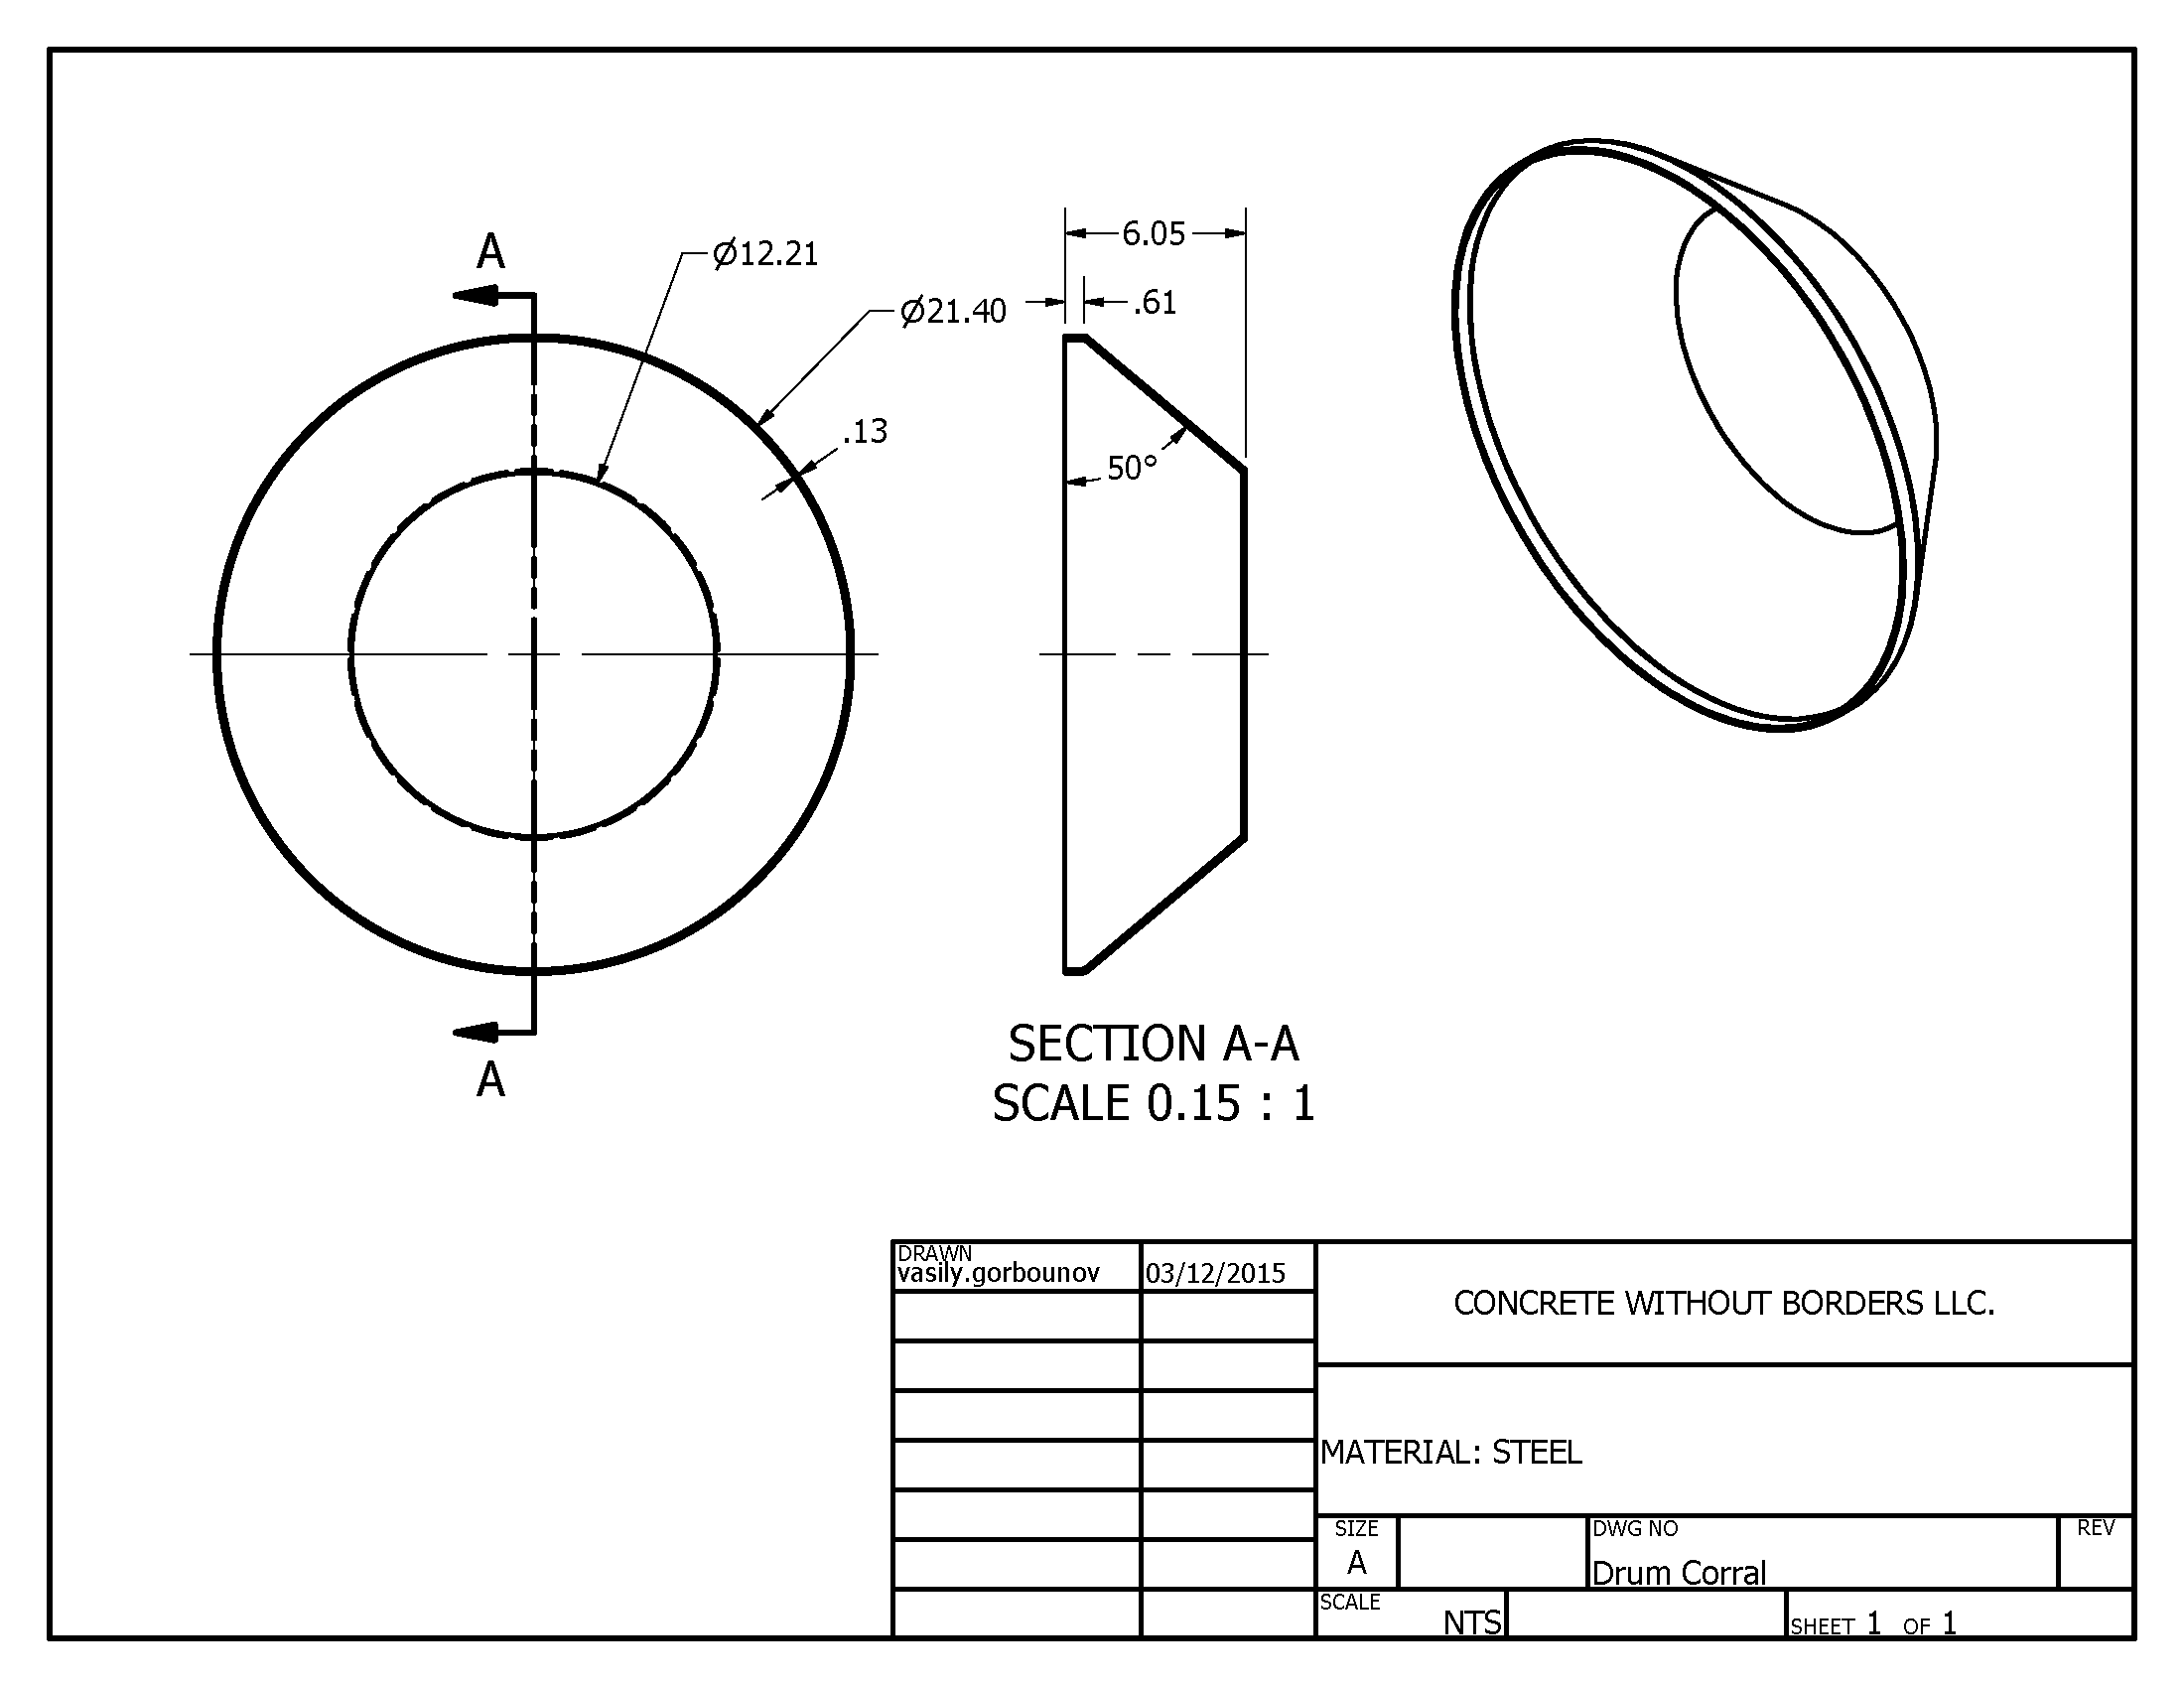 A
Ø12.21
Ø21.40
.13
A
6.05
.61
50°
SECTION A-A
SCALE 0.15 : 1
DRAWN
vasily.gorbounov
03/12/2015
CONCRETE WITHOUT BORDERS LLC.
MATERIAL: STEEL
SIZE
A
DWG NO
Drum Corral
REV
SCALE
NTS
SHEET 1 OF 1